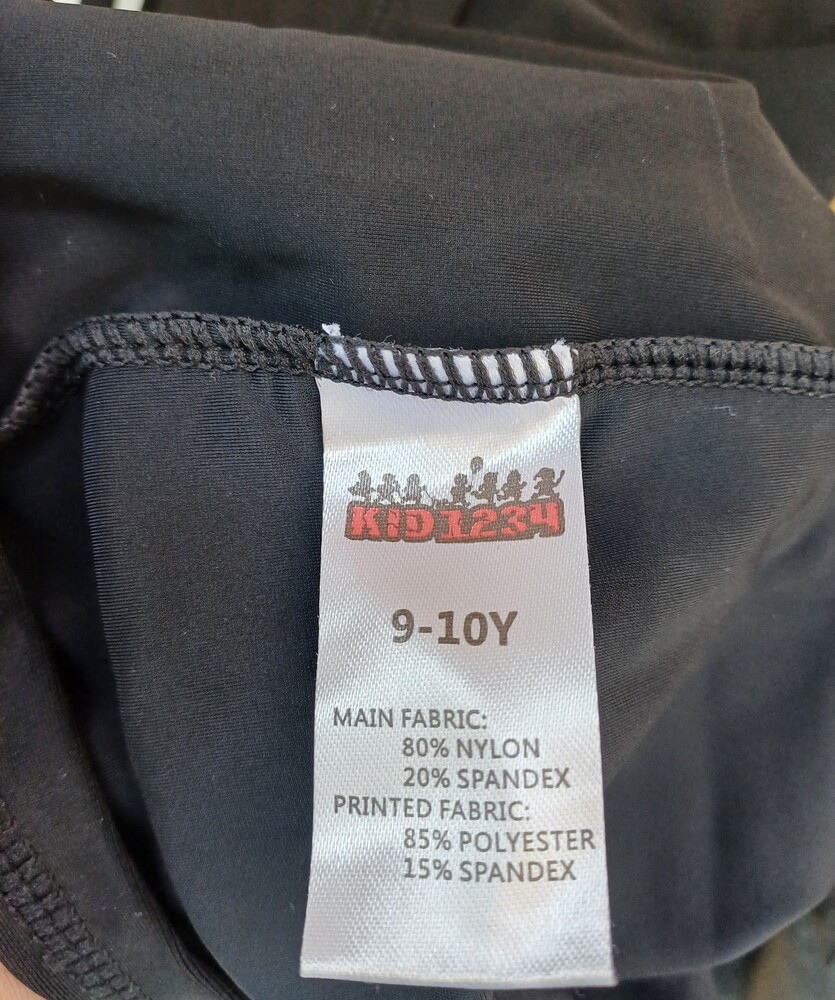 KID1234
9-10Y
MAIN FABRIC:
80% NYLON
20% SPANDEX
PRINTED FABRIC:
85% POLYESTER
15% SPANDEX